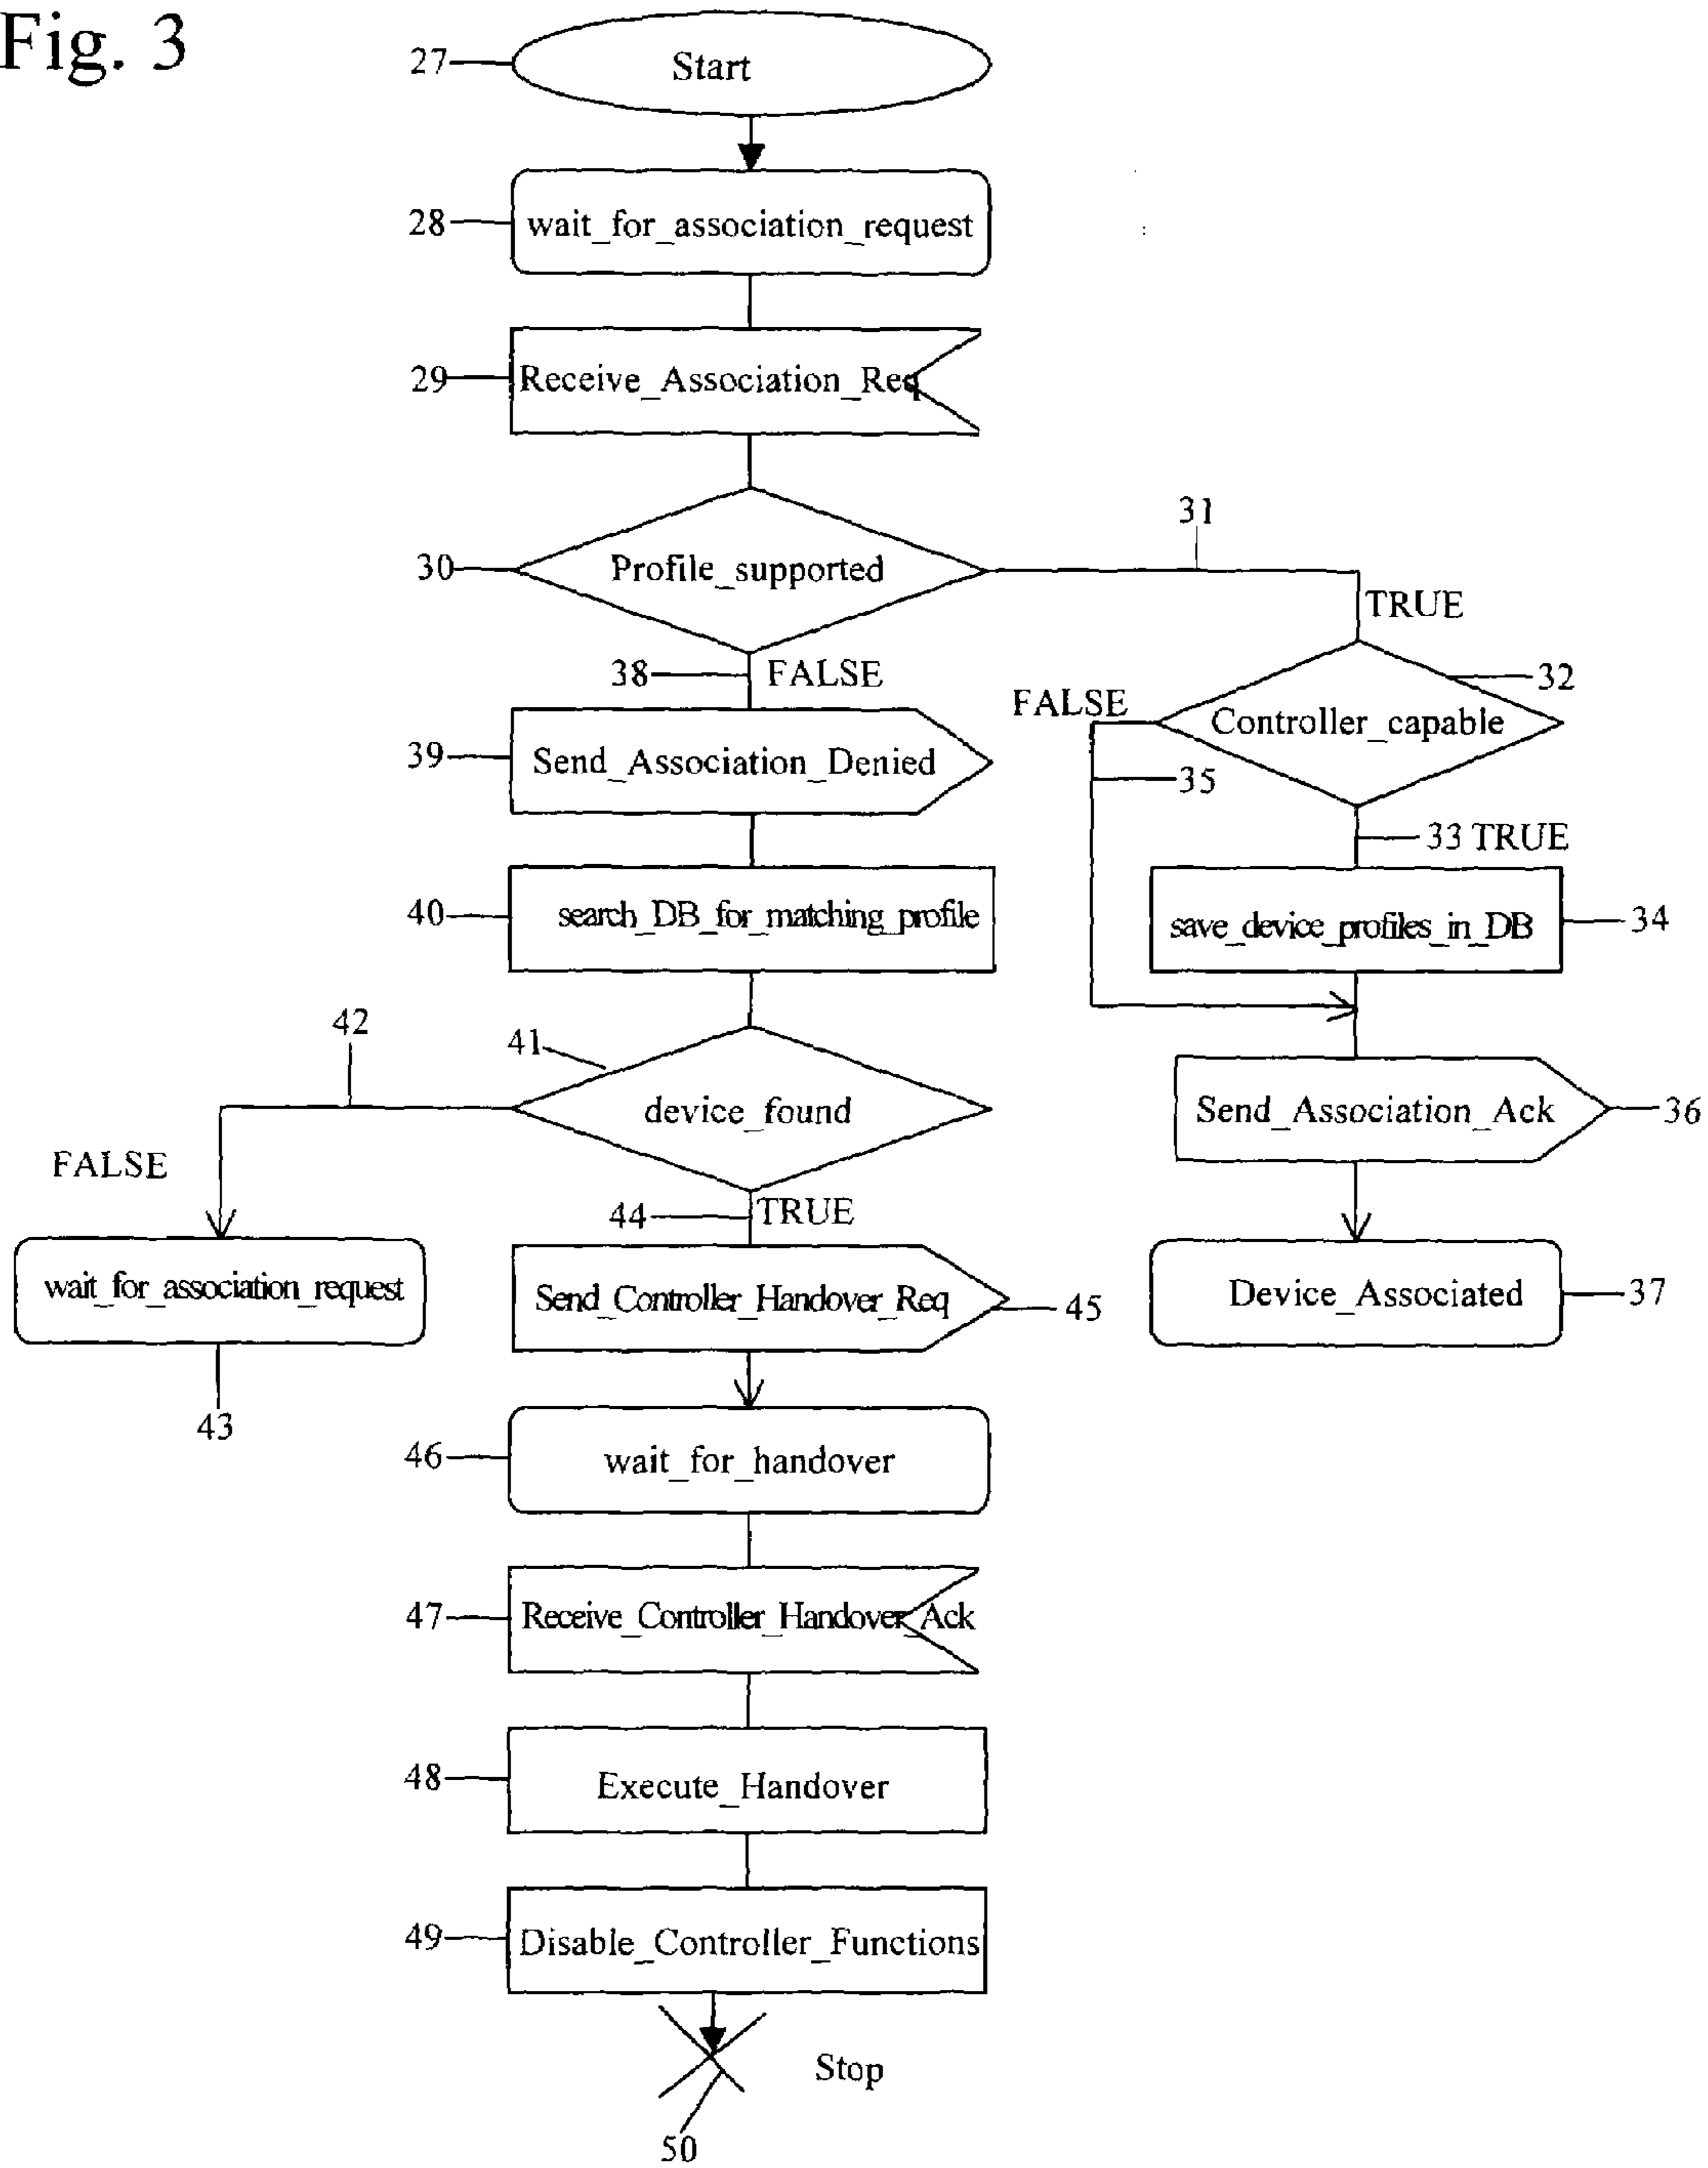 Fig. 3
27 Start
28 wait_for_association_request
29 Receive_Association_Req
31
30 Profile_supported
TRUE
38 FALSE
32
FALSE
Controller_capable
39 Send_Association_Denied
35
33 TRUE
40 search_DB_for_matching_profile
save_device_profiles_in_DB 34
42
41
device_found
Send_Association_Ack 36
FALSE
44 TRUE
wait_for_association_request
Send_Controller_Handover_Req 45
Device_Associated 37
43
46 wait_for_handover
47 Receive_Controller_Handover_Ack
48 Execute_Handover
49 Disable_Controller_Functions
Stop
50